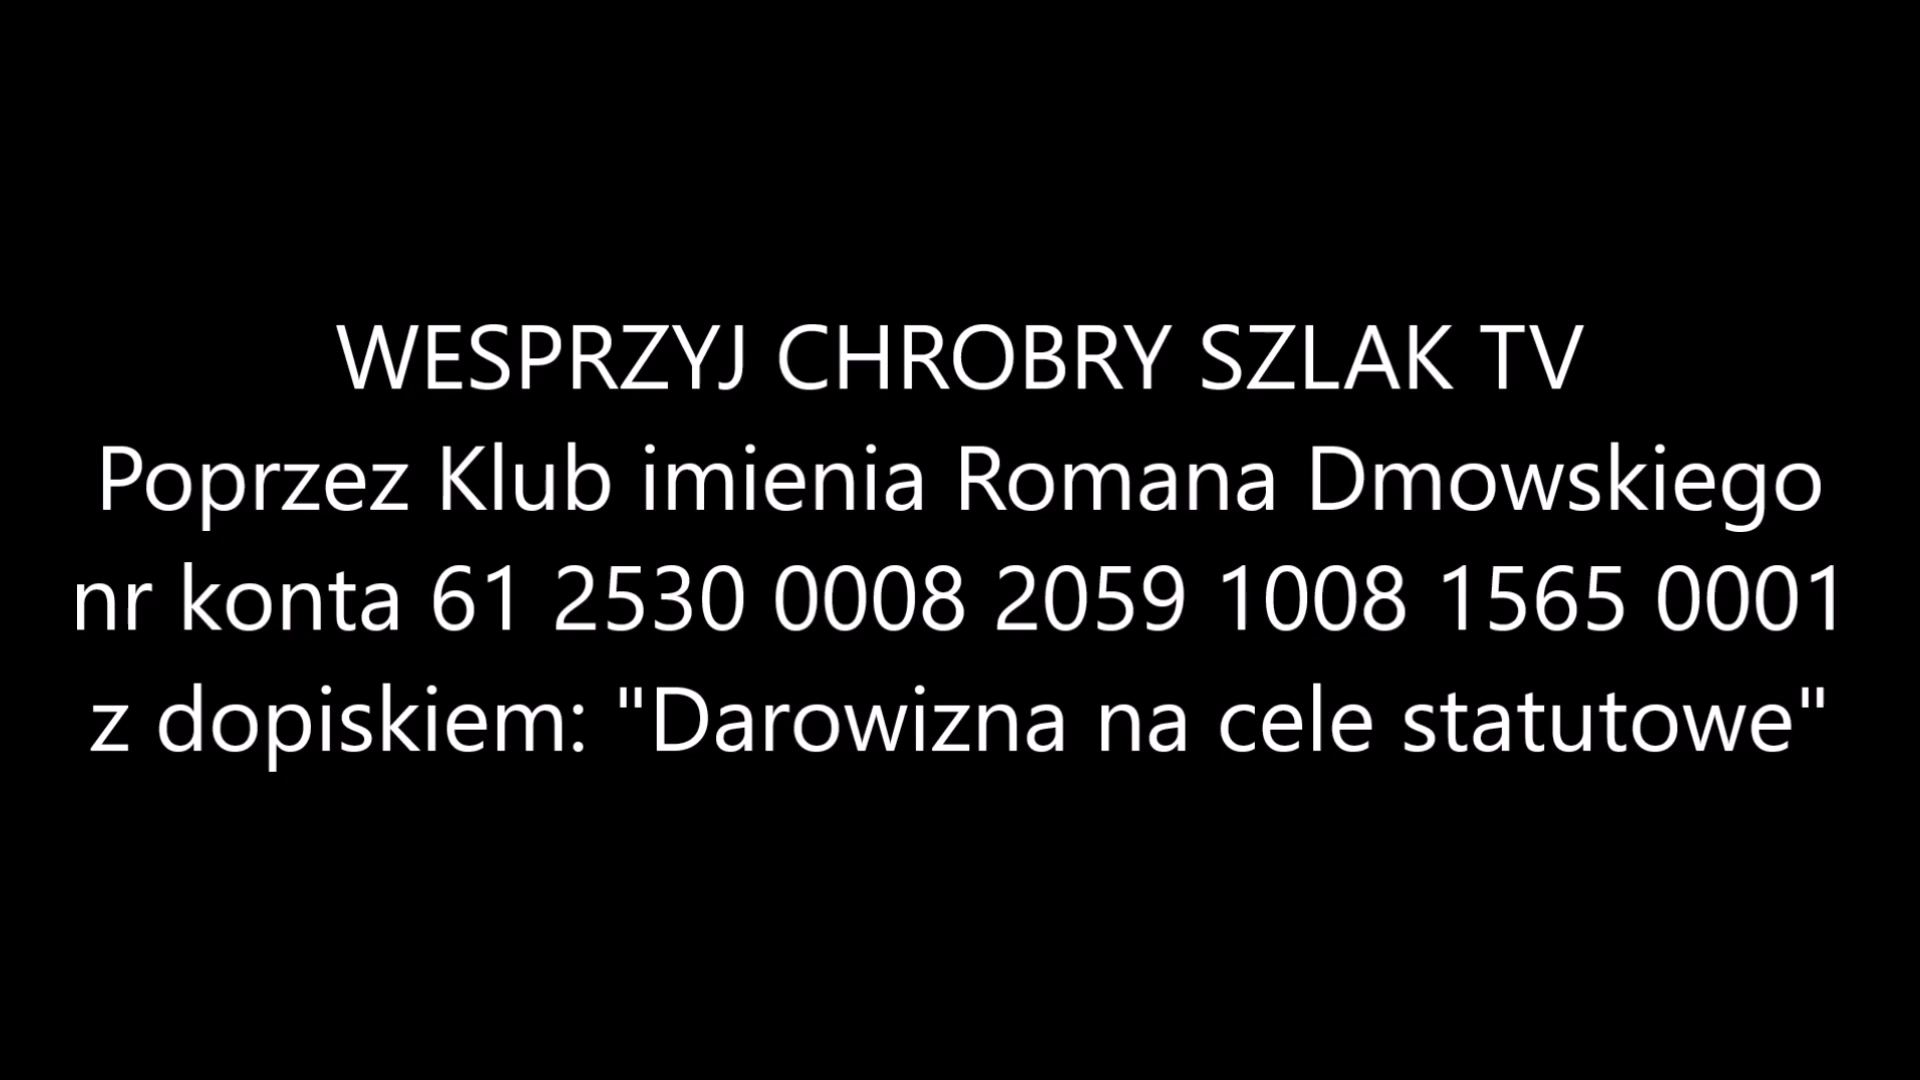 WESPRZYJ CHROBRY SZLAK TV
Poprzez Klub imienia Romana Dmowskiego
nr konta 61 2530 0008 2059 1008 1565 0001
z dopiskiem: "Darowizna na cele statutowe"